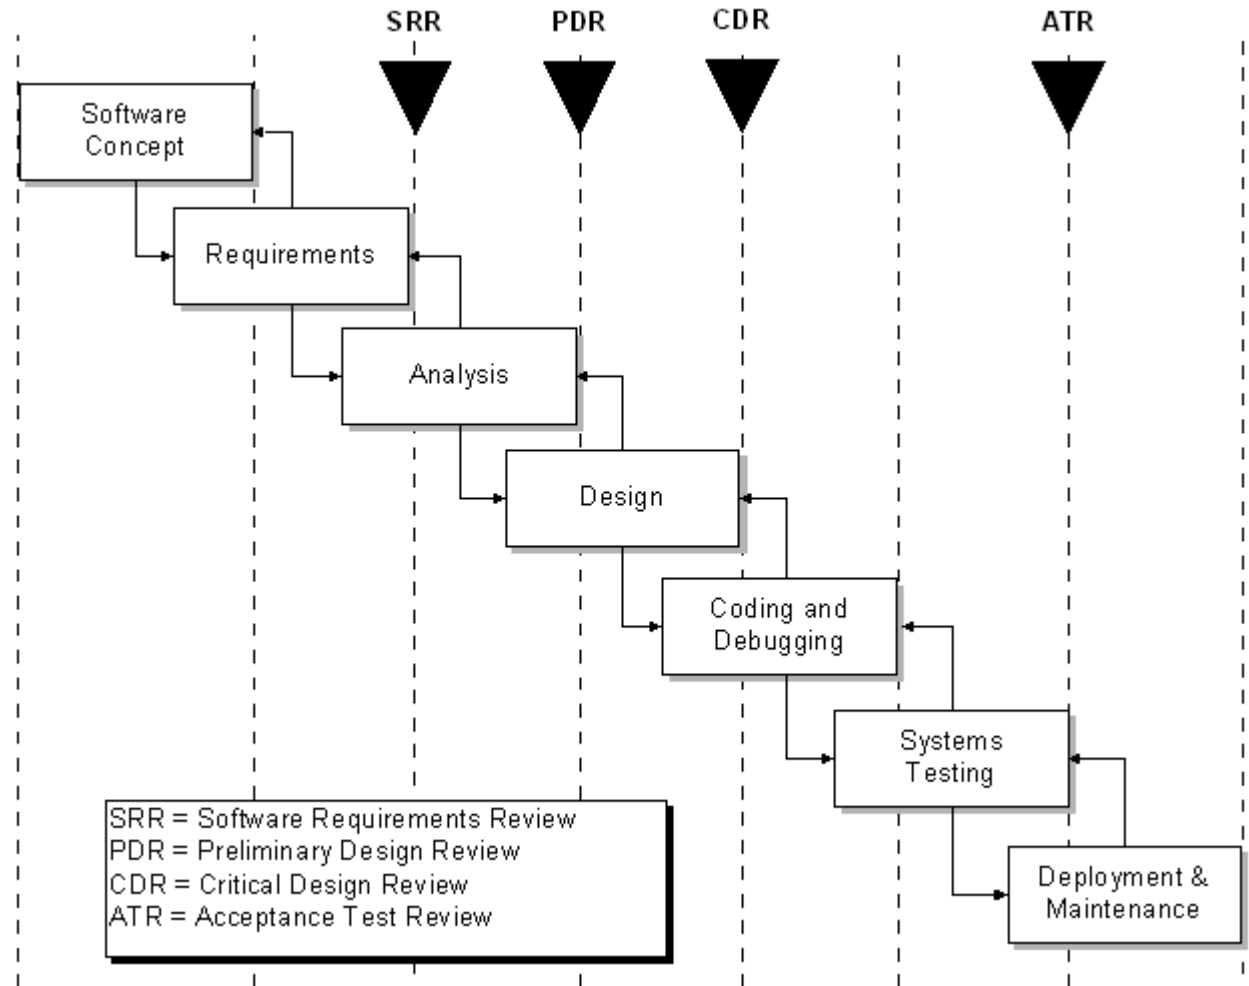 SRR PDR CDR ATR
Software
Concept
Requirements
Analysis
Design
Coding and
Debugging
Systems
Testing
Deployment &
Maintenance
SRR = Software Requirements Review
PDR = Preliminary Design Review
CDR = Critical Design Review
ATR = Acceptance Test Review